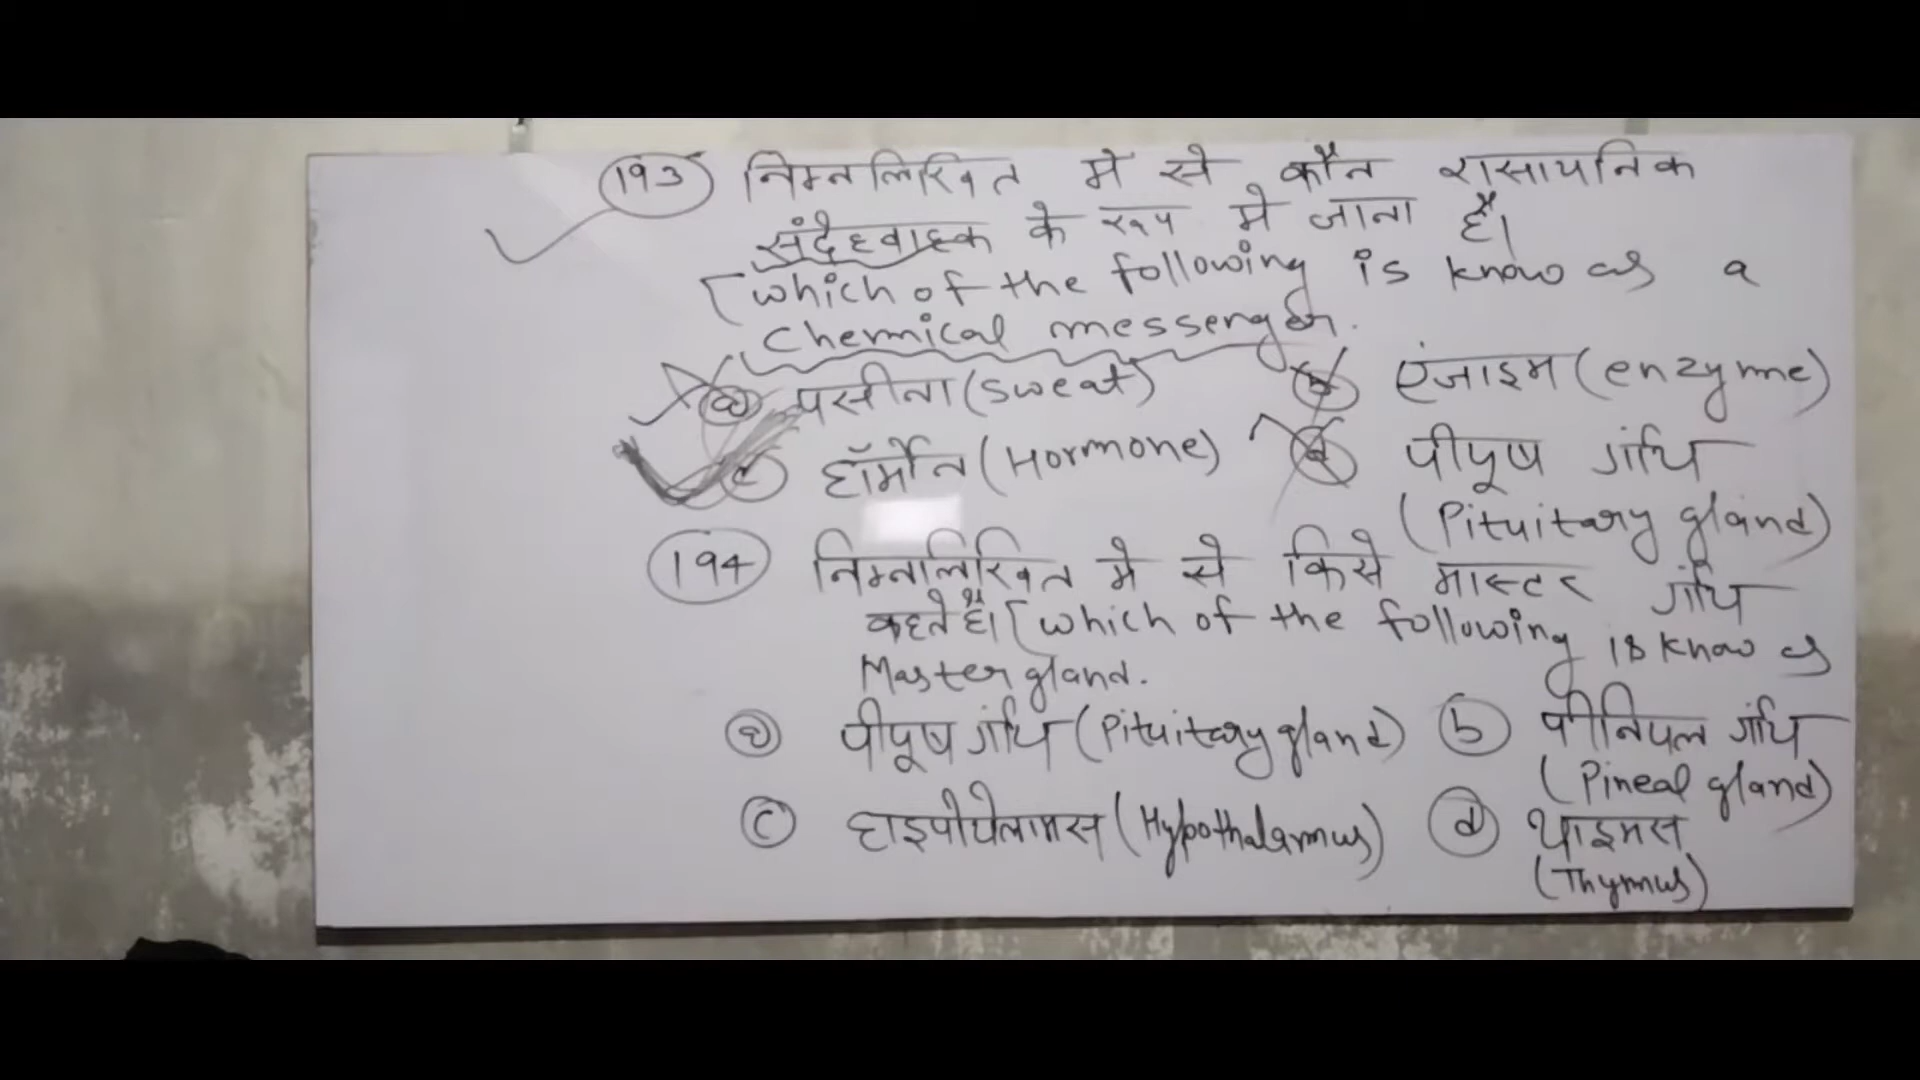 193 निम्नलिखित में से कौन रासायनिक
संदेहवाहक के रूप में जाना है।
[which of the following is know as a
Chemical messenger.
a पसीना (sweat) b एंजाइम (enzyme)
c हॉर्मोन (Hormone) d पीयूष ग्रंथि
(Pituitary gland)
194 निम्नलिखित में से किसे मास्टर ग्रंथि
कहते हैं। [which of the following is know as
Master gland.
a पीयूष ग्रंथि (Pituitary gland) b पीनियल ग्रंथि
(Pineal gland)
c हाइपोथेलामस (Hypothalamus) d थाइमस
(Thymus)